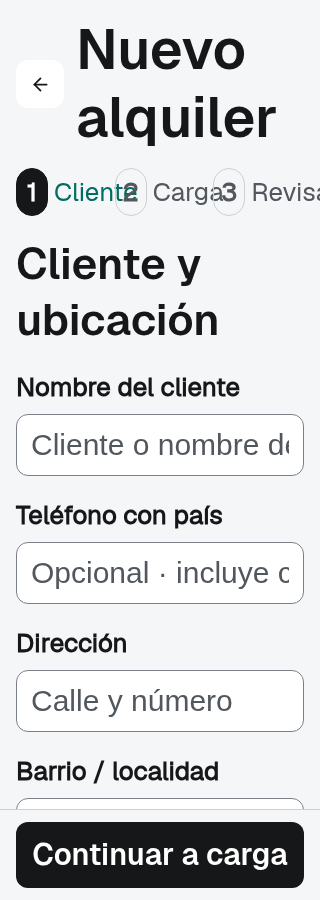 Nuevo
alquiler
1 Cliente 2 Carga 3 Revisa
Cliente y
ubicación
Nombre del cliente
Cliente o nombre de
Teléfono con país
Opcional · incluye c
Dirección
Calle y número
Barrio / localidad
Continuar a carga